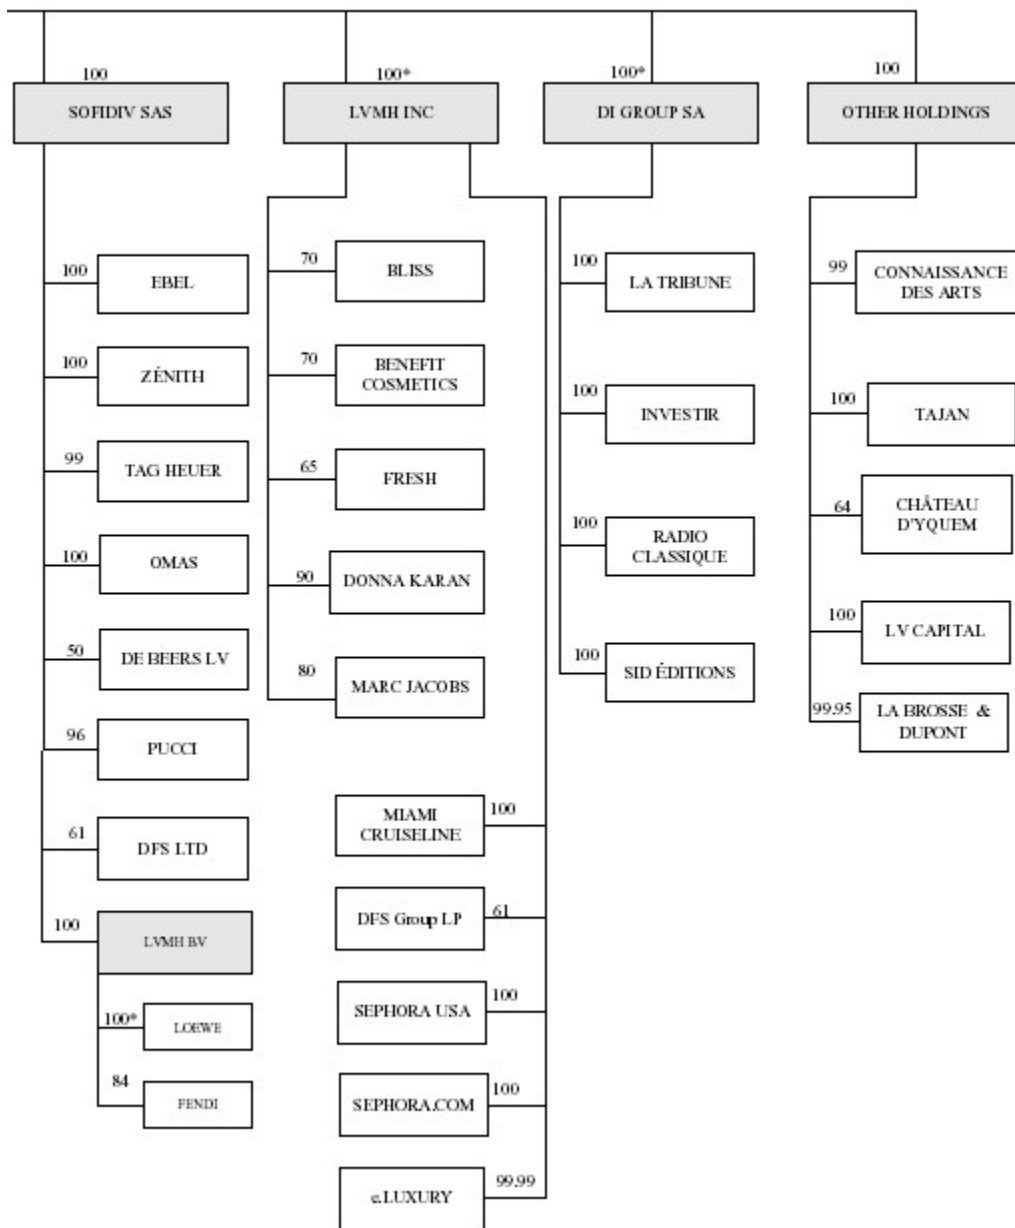 100
SOFIDIV SAS
100
EBEL
100
ZÉNITH
99
TAG HEUER
100
OMAS
50
DE BEERS LV
96
PUCCI
61
DFS LTD
100
LVMH BV
100*
LOEWE
84
FENDI
100*
LVMH INC
70
BLISS
70
BENEFIT
COSMETICS
65
FRESH
90
DONNA KARAN
80
MARC JACOBS
MIAMI
CRUISELINE
100
DFS Group LP
61
SEPHORA USA
100
SEPHORA.COM
100
e.LUXURY
99.99
100*
DI GROUP SA
100
LA TRIBUNE
100
INVESTIR
100
RADIO
CLASSIQUE
100
SID ÉDITIONS
100
OTHER HOLDINGS
99
CONNAISSANCE
DES ARTS
100
TAJAN
64
CHÂTEAU
D'YQUEM
100
LV CAPITAL
99.95
LA BROSSE &
DUPONT